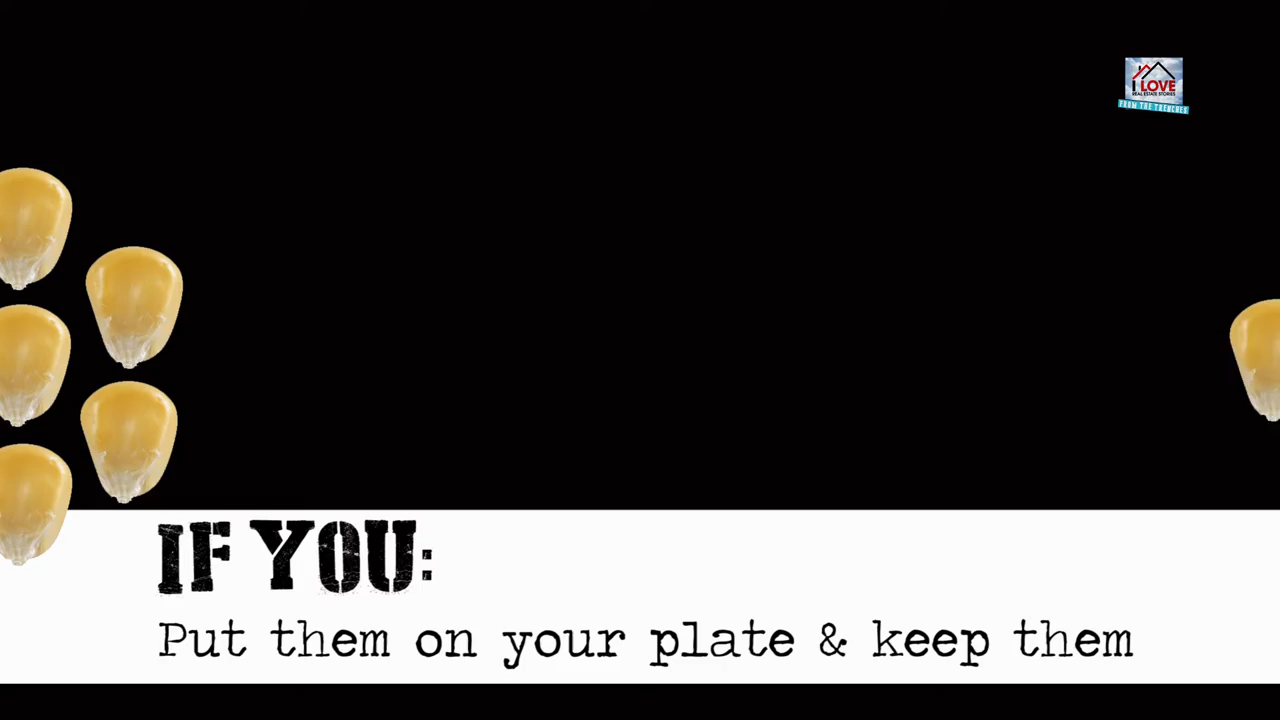 I LOVE
REAL ESTATE STORIES
FROM THE TRENCHES
IF YOU:
Put them on your plate & keep them